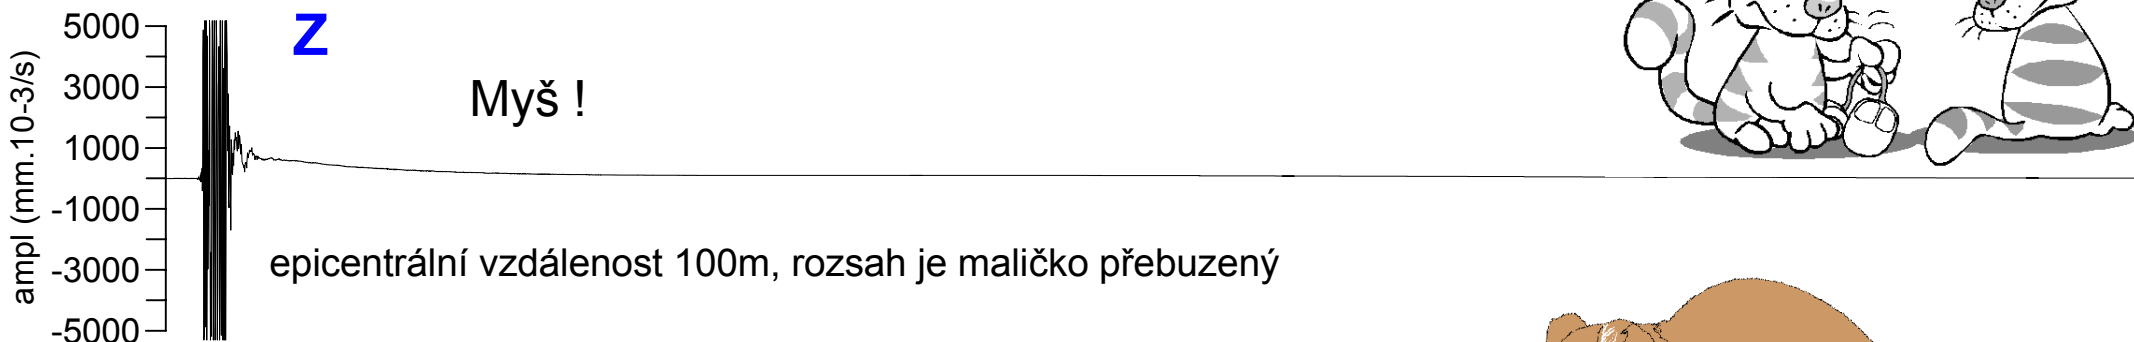 Z
Myš !
epicentrální vzdálenost 100m, rozsah je maličko přebuzený
ampl (mm.10-3/s)
5000
3000
1000
-1000
-3000
-5000